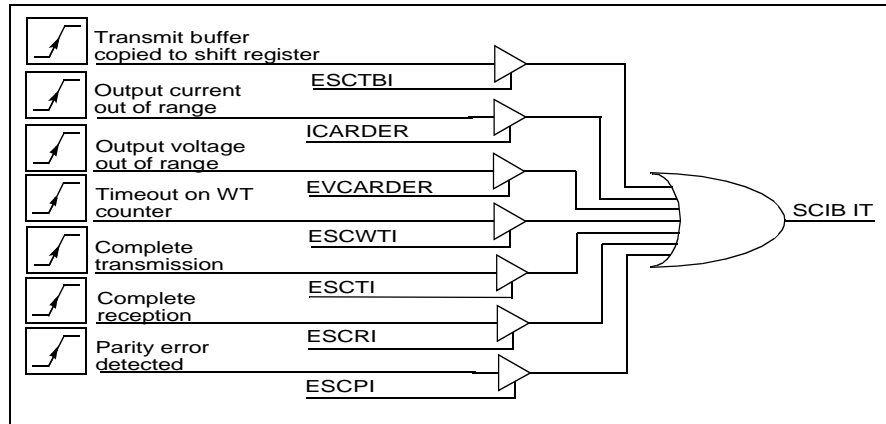 Transmit buffer
copied to shift register
ESCTBI
Output current
out of range
ICARDER
Output voltage
out of range
EVCARDER
Timeout on WT
counter
ESCWTI
Complete
transmission
ESCTI
Complete
reception
ESCRI
Parity error
detected
ESCPI
SCIB IT